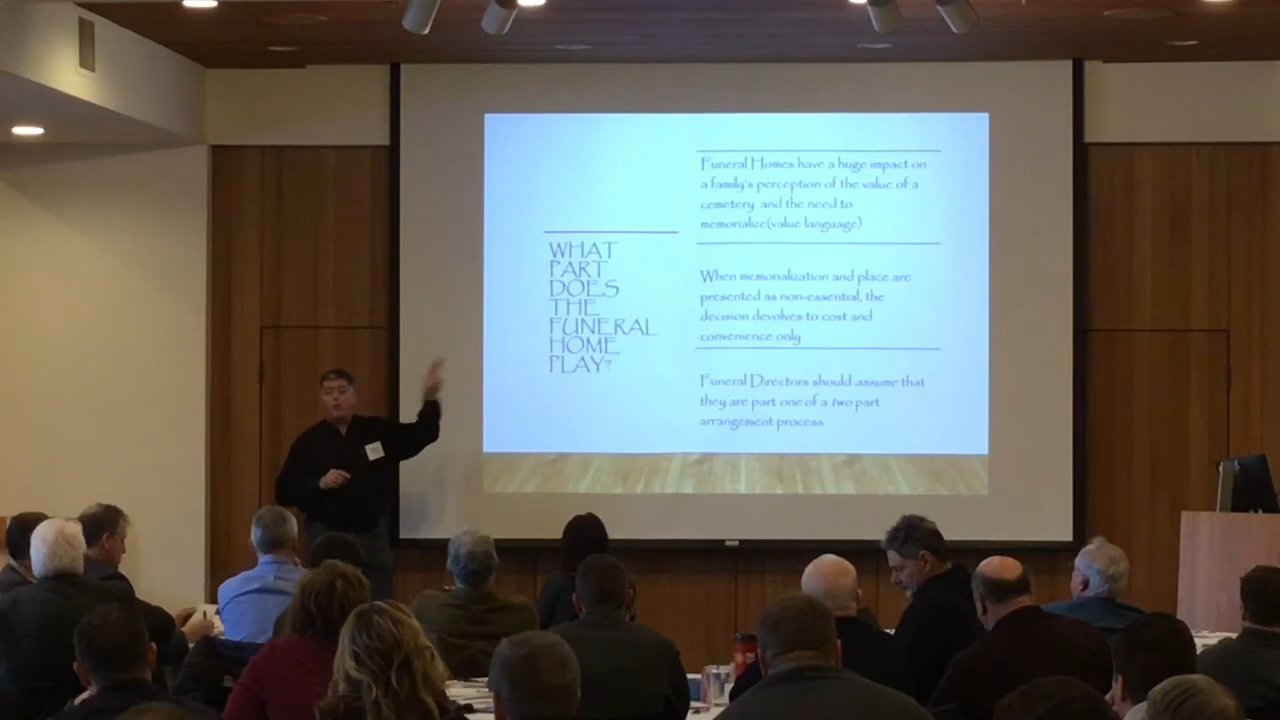 WHAT
PART
DOES
THE
FUNERAL
HOME
PLAY?
Funeral Homes have a huge impact on
a family's perception of the value of a
cemetery and the need to
memorialize(value language)
When memorialization and place are
presented as non-essential, the
decision devolves to cost and
convenience only
Funeral Directors should assume that
they are part one of a two part
arrangement process